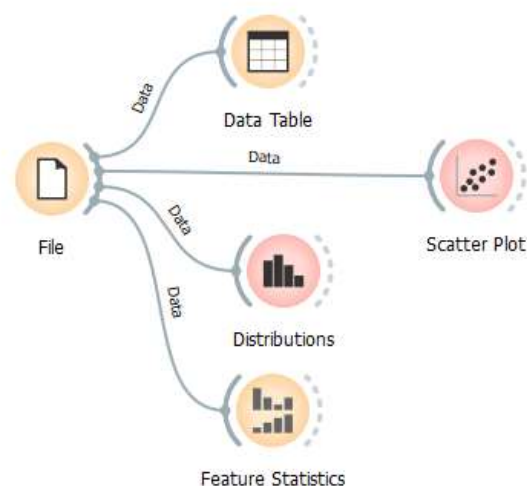 Data
Data Table
Data
File
Scatter Plot
Data
Distributions
Data
Feature Statistics